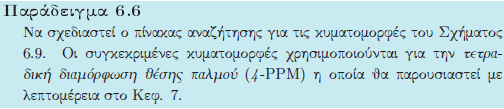 Παράδειγμα 6.6
Να σχεδιαστεί ο πίνακας αναζήτησης για τις κυματομορφές του Σχήματος
6.9. Οι συγκεκριμένες κυματομορφές χρησιμοποιούνται για την τετρα-
δική διαμόρφωση θέσης παλμού (4-PPM) η οποία θα παρουσιαστεί με
λεπτομέρεια στο Κεφ. 7.